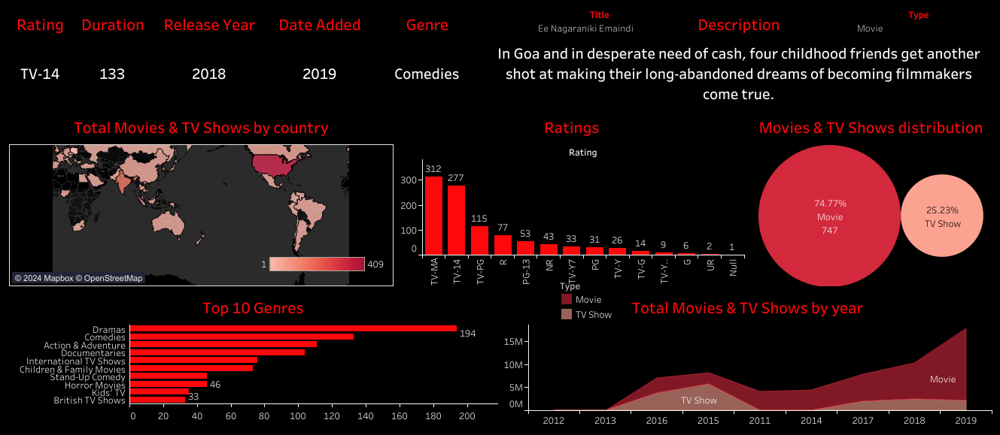 Rating Duration Release Year Date Added Genre
TV-14 133 2018 2019 Comedies
Title
Ee Nagaraniki Emaindi
Description
Type
Movie
In Goa and in desperate need of cash, four childhood friends get another
shot at making their long-abandoned dreams of becoming filmmakers
come true.
Total Movies & TV Shows by country
1 409
© 2024 Mapbox © OpenStreetMap
Ratings
Rating
300
200
100
0
312 277 115 77 53 43 33 31 26 14 9 6 2 1
TV-MA TV-14 TV-PG R PG-13 NR TV-Y7 PG TV-Y TV-G TV-Y.. G UR Null
Movies & TV Shows distribution
74.77%
Movie
747
25.23%
TV Show
Top 10 Genres
Dramas 194
Comedies
Action & Adventure
Documentaries
International TV Shows
Children & Family Movies
Stand-Up Comedy
Horror Movies 46
Kids' TV
British TV Shows 33
0 20 40 60 80 100 120 140 160 180 200
Type
Movie
TV Show
Total Movies & TV Shows by year
15M
10M
5M
0M
Movie
TV Show
2012 2013 2016 2015 2011 2014 2017 2018 2019